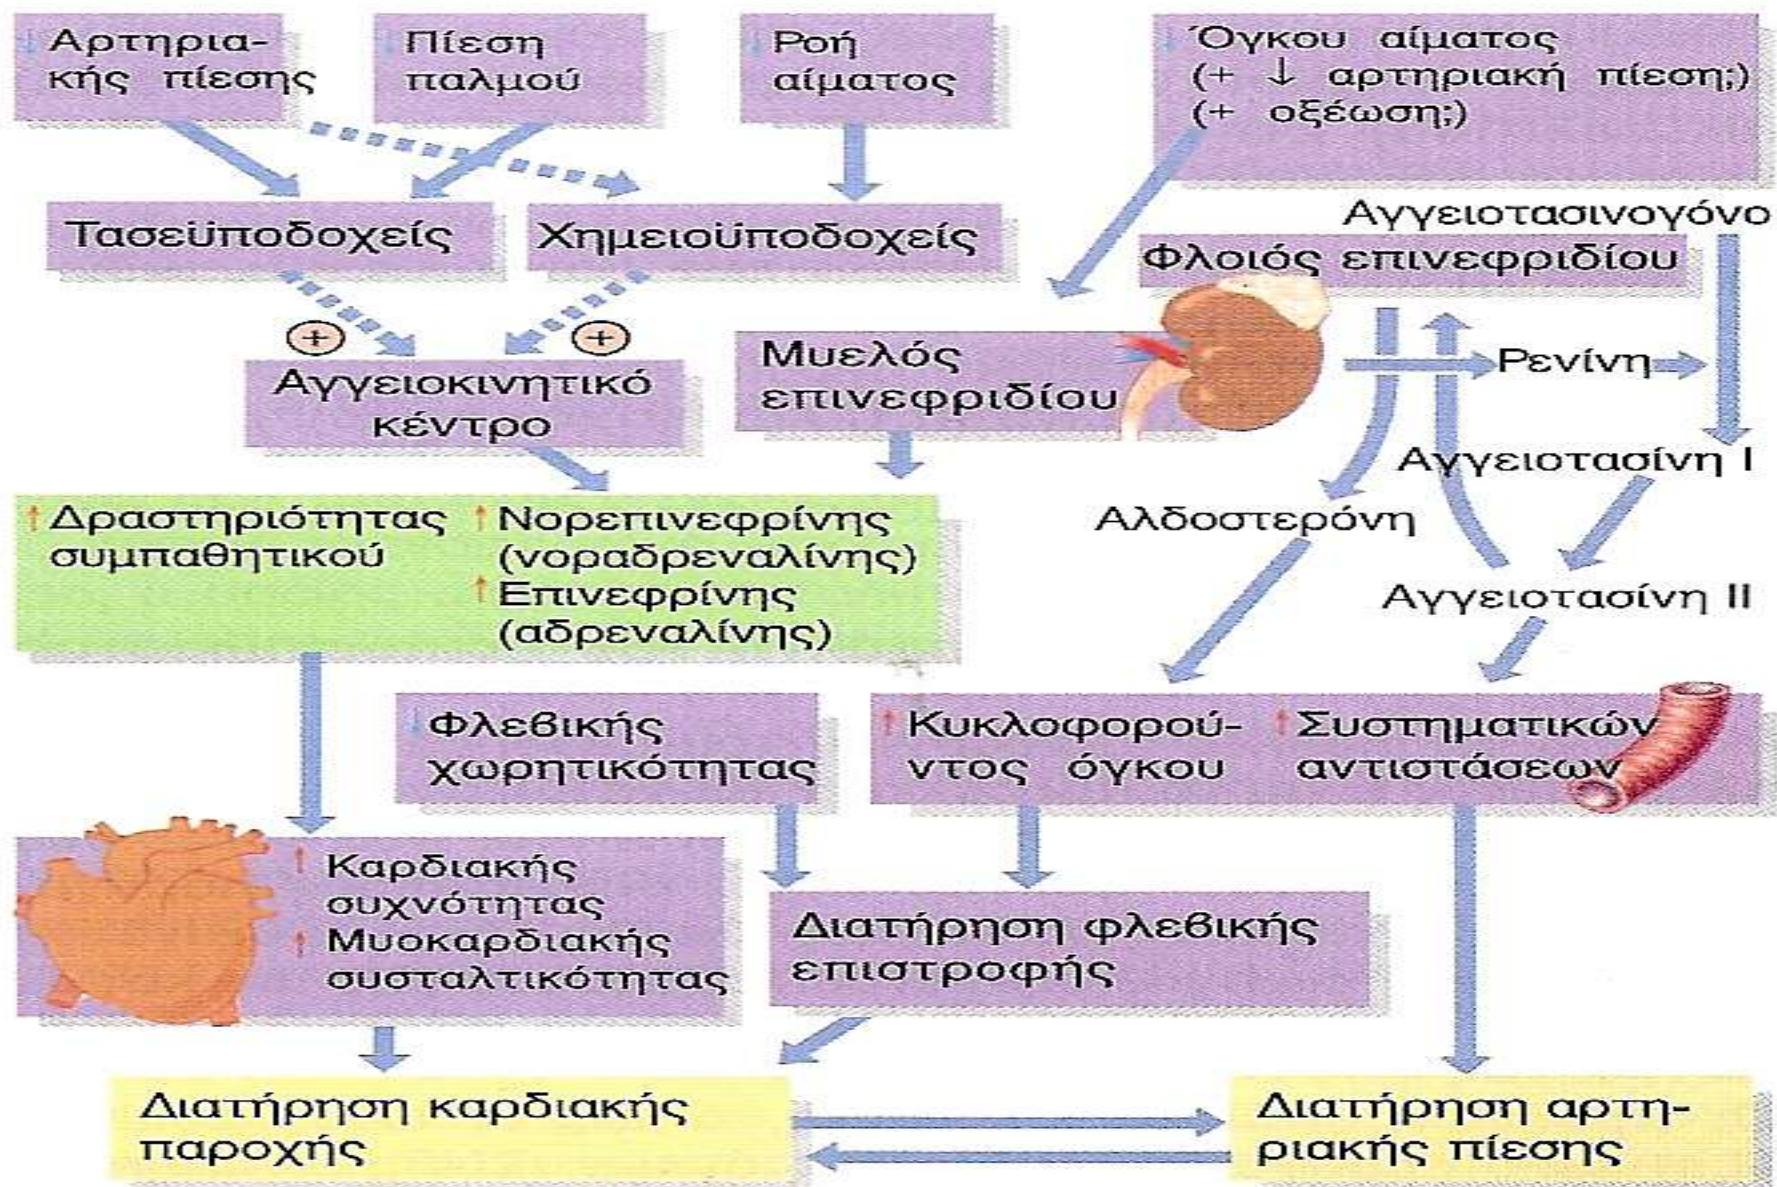 ↓ Αρτηρια-
κής πίεσης
↓ Πίεση
παλμού
↓ Ροή
αίματος
↓ Όγκου αίματος
(+ ↓ αρτηριακή πίεση;)
(+ οξέωση;)
Τασεϋποδοχείς
Χημειοϋποδοχείς
Αγγειοτασινογόνο
Φλοιός επινεφριδίου
+
+
Αγγειοκινητικό
κέντρο
Μυελός
επινεφριδίου
Ρενίνη
Αγγειοτασίνη Ι
Αλδοστερόνη
Αγγειοτασίνη ΙΙ
↑ Δραστηριότητας
συμπαθητικού
↑ Νορεπινεφρίνης
(νοραδρεναλίνης)
↑ Επινεφρίνης
(αδρεναλίνης)
↓ Φλεβικής
χωρητικότητας
↑ Κυκλοφορού-
ντος όγκου
↑ Συστηματικών
αντιστάσεων
↑ Καρδιακής
συχνότητας
↑ Μυοκαρδιακής
συσταλτικότητας
Διατήρηση φλεβικής
επιστροφής
Διατήρηση καρδιακής
παροχής
Διατήρηση αρτη-
ριακής πίεσης